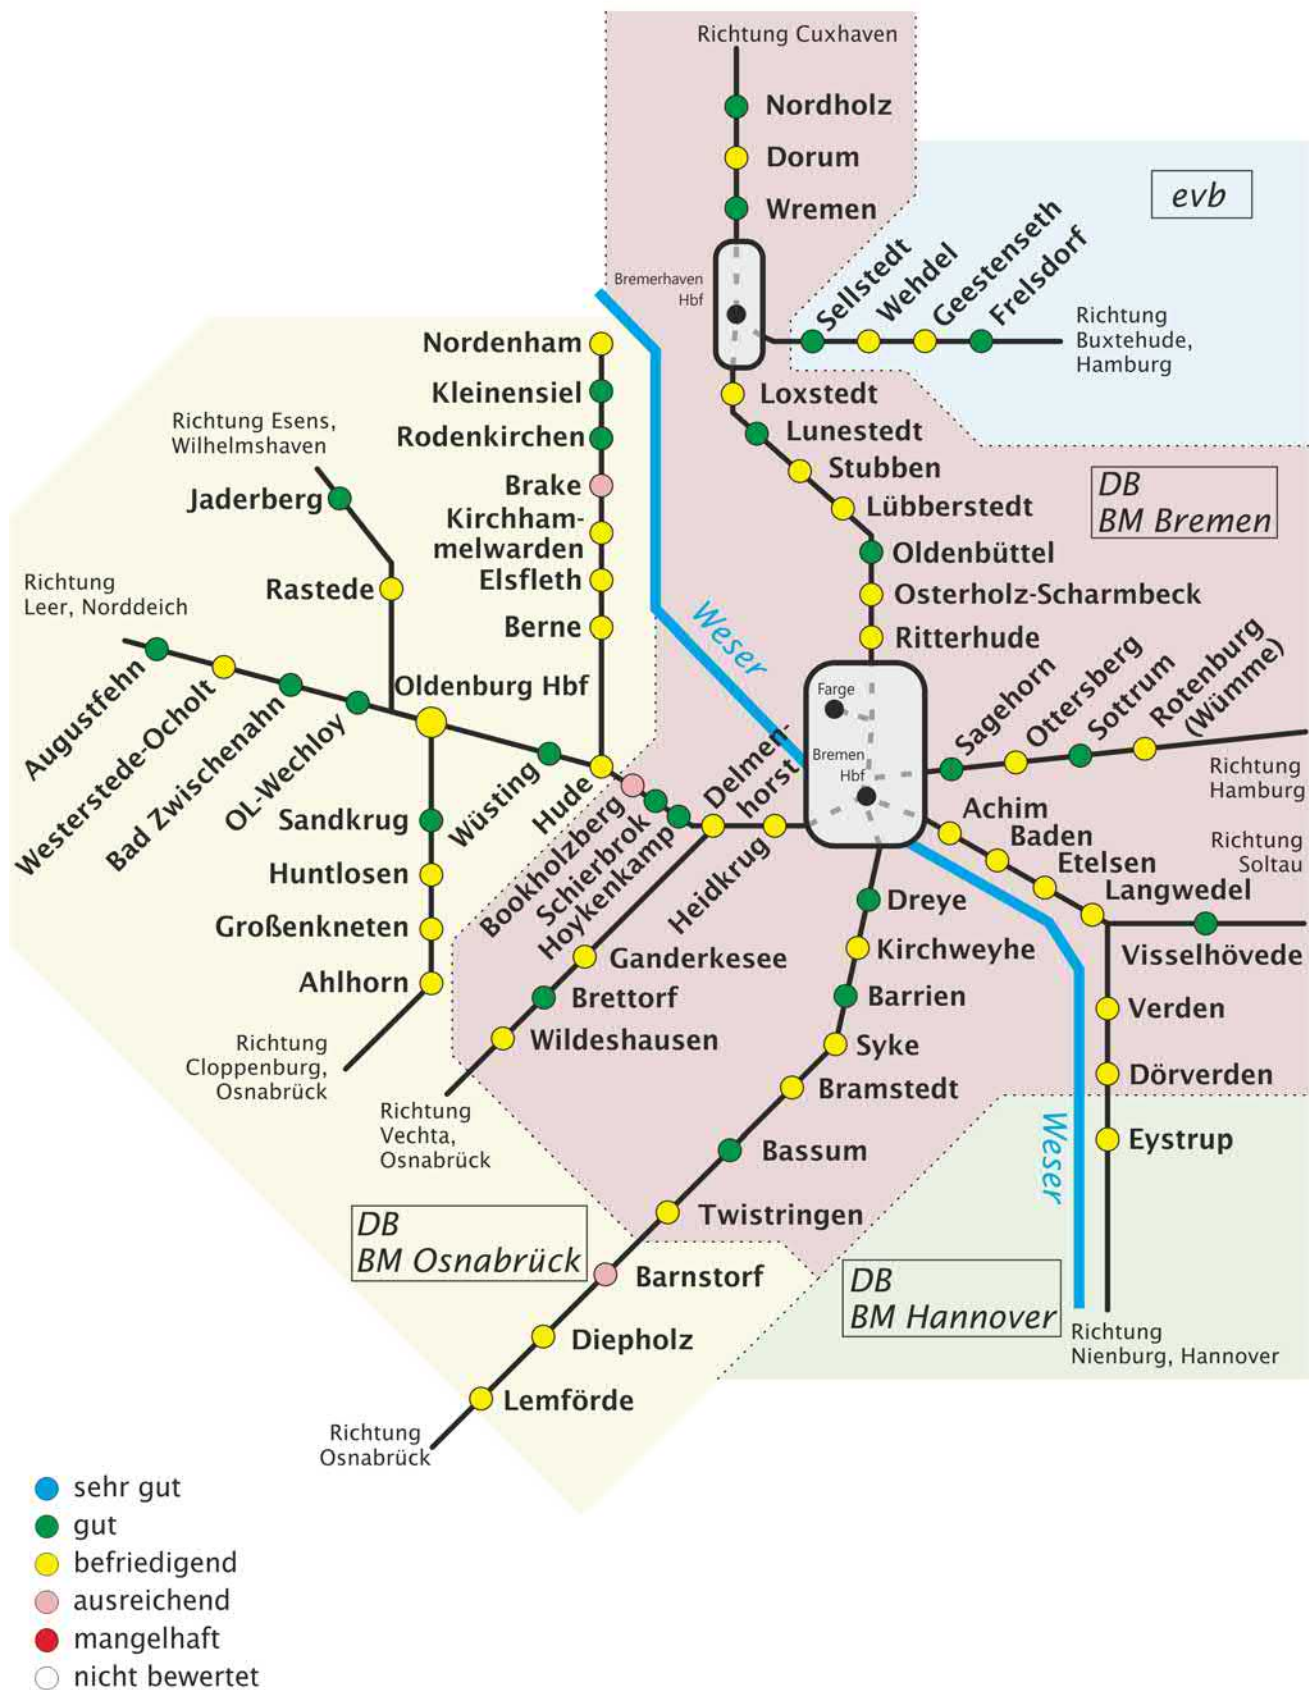 Richtung Cuxhaven
Nordholz
Dorum
Wremen
evb
Bremerhaven
Hbf
Sellstedt
Wehdel
Geestenseth
Frelsdorf
Richtung
Buxtehude,
Hamburg
Nordenham
Kleinensiel
Rodenkirchen
Brake
Kirchham-
melwarden
Elsfleth
Berne
Richtung Esens,
Wilhelmshaven
Jaderberg
Rastede
Richtung
Leer, Norddeich
Loxstedt
Lunestedt
Stubben
Lübberstedt
Oldenbüttel
Osterholz-Scharmbeck
Ritterhude
DB
BM Bremen
Weser
Augustfehn
Westerstede-Ocholt
Bad Zwischenahn
OL-Wechloy
Oldenburg Hbf
Wüsting
Hude
Bookholzberg
Schierbrok
Hoykenkamp
Delmen-
horst
Heidkrug
Farge
Bremen
Hbf
Sagehorn
Ottersberg
Sottrum
Rotenburg
(Wümme)
Richtung
Hamburg
Achim
Baden
Etelsen
Langwedel
Richtung
Soltau
Visselhövede
Verden
Dörverden
Eystrup
Weser
Richtung
Nienburg, Hannover
Sandkrug
Huntlosen
Großenkneten
Ahlhorn
Richtung
Cloppenburg,
Osnabrück
Ganderkesee
Brettorf
Wildeshausen
Richtung
Vechta,
Osnabrück
Dreye
Kirchweyhe
Barrien
Syke
Bramstedt
Bassum
Twistringen
Barnstorf
Diepholz
Lemförde
Richtung
Osnabrück
DB
BM Osnabrück
DB
BM Hannover
sehr gut
gut
befriedigend
ausreichend
mangelhaft
nicht bewertet